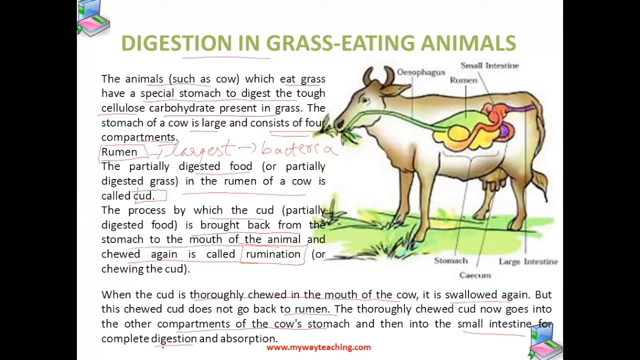 DIGESTION IN GRASS-EATING ANIMALS
The animals (such as cow) which eat grass
have a special stomach to digest the tough
cellulose carbohydrate present in grass. The
stomach of a cow is large and consists of four
compartments.
Rumen → largest → bacteria
The partially digested food (or partially
digested grass) in the rumen of a cow is
called cud.
The process by which the cud (partially
digested food) is brought back from the
stomach to the mouth of the animal and
chewed again is called rumination (or
chewing the cud).
Small Intestine
Oesophagus
Rumen
Stomach
Large Intestine
Caecum
When the cud is thoroughly chewed in the mouth of the cow, it is swallowed again. But
this chewed cud does not go back to rumen. The thoroughly chewed cud now goes into
the other compartments of the cow's stomach and then into the small intestine for
complete digestion and absorption.
www.mywayteaching.com